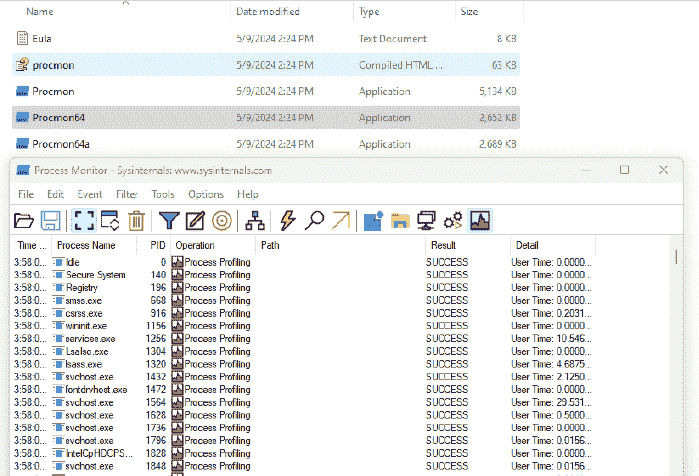 Name Date modified Type Size
Eula 5/9/2024 2:24 PM Text Document 8 KB
procmon 5/9/2024 2:24 PM Compiled HTML ... 63 KB
Procmon 5/9/2024 2:24 PM Application 5,134 KB
Procmon64 5/9/2024 2:24 PM Application 2,652 KB
Procmon64a 5/9/2024 2:24 PM Application 2,689 KB
Process Monitor - Sysinternals: www.sysinternals.com
File Edit Event Filter Tools Options Help
Time ... Process Name PID Operation Path Result Detail
3:58:0... Idle 0 Process Profiling SUCCESS User Time: 0.0000...
3:58:0... Secure System 140 Process Profiling SUCCESS User Time: 0.0000...
3:58:0... Registry 196 Process Profiling SUCCESS User Time: 0.0000...
3:58:0... smss.exe 668 Process Profiling SUCCESS User Time: 0.0000...
3:58:0... csrss.exe 916 Process Profiling SUCCESS User Time: 0.2031...
3:58:0... wininit.exe 1156 Process Profiling SUCCESS User Time: 0.0000...
3:58:0... services.exe 1256 Process Profiling SUCCESS User Time: 10.546...
3:58:0... LsaIso.exe 1304 Process Profiling SUCCESS User Time: 0.0000...
3:58:0... lsass.exe 1320 Process Profiling SUCCESS User Time: 4.6875...
3:58:0... svchost.exe 1432 Process Profiling SUCCESS User Time: 2.1250...
3:58:0... fontdrvhost.exe 1472 Process Profiling SUCCESS User Time: 0.0000...
3:58:0... svchost.exe 1564 Process Profiling SUCCESS User Time: 29.531...
3:58:0... svchost.exe 1628 Process Profiling SUCCESS User Time: 0.5000...
3:58:0... svchost.exe 1736 Process Profiling SUCCESS User Time: 0.0000...
3:58:0... svchost.exe 1796 Process Profiling SUCCESS User Time: 0.0156...
3:58:0... IntelCpHDCPS... 1828 Process Profiling SUCCESS User Time: 0.0000...
3:58:0... svchost.exe 1848 Process Profiling SUCCESS User Time: 0.0156...